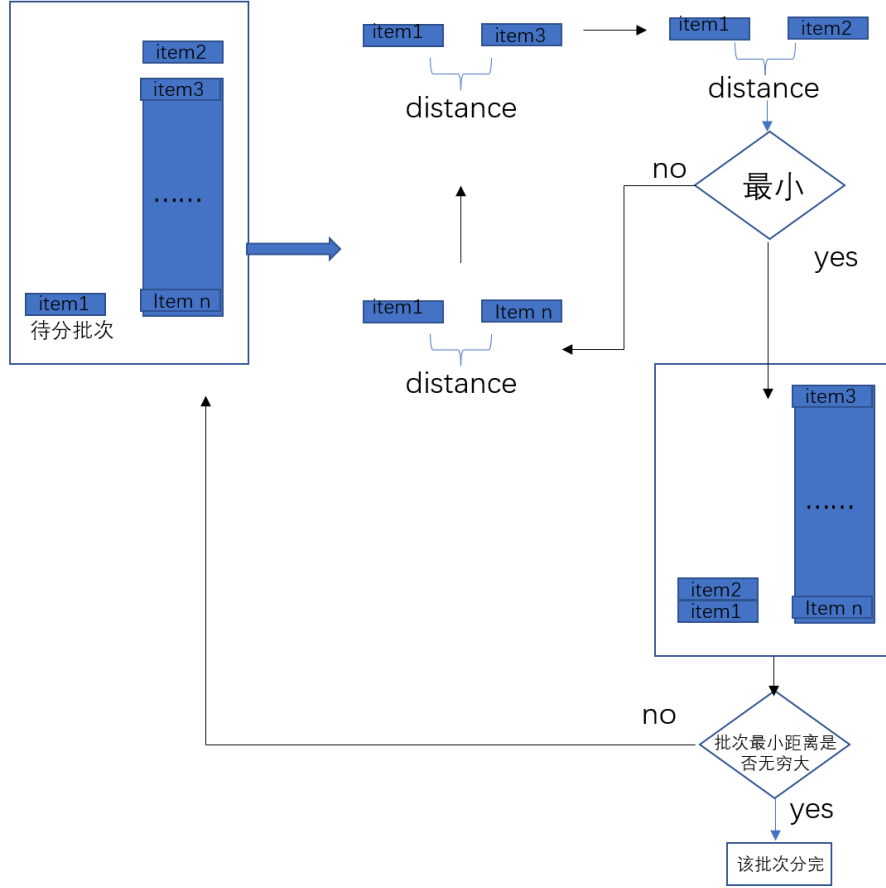 item2
item3
……
item1
Item n
待分批次
item1
item3
distance
item1
item2
distance
最小
no
yes
item1
Item n
distance
item3
……
item2
item1
Item n
批次最小距离是
否无穷大
no
yes
该批次分完